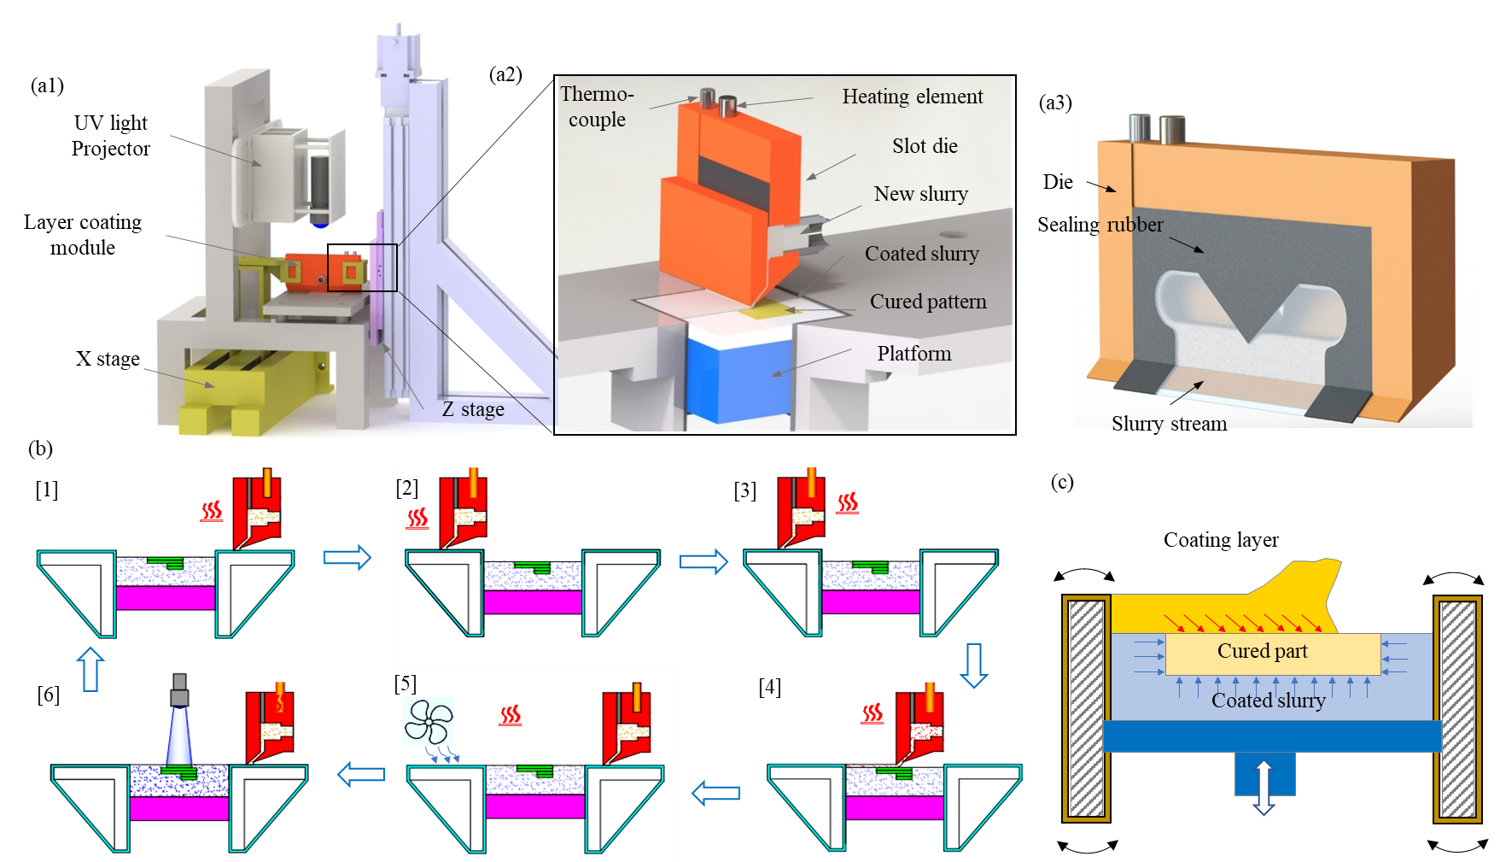 (a1)
UV light
Projector
Layer coating
module
X stage
Z stage
(a2)
Thermo-
couple
Heating element
Slot die
New slurry
Coated slurry
Cured pattern
Platform
(a3)
Die
Sealing rubber
Slurry stream
(b)
[1]
[2]
[3]
[4]
[5]
[6]
(c)
Coating layer
Cured part
Coated slurry